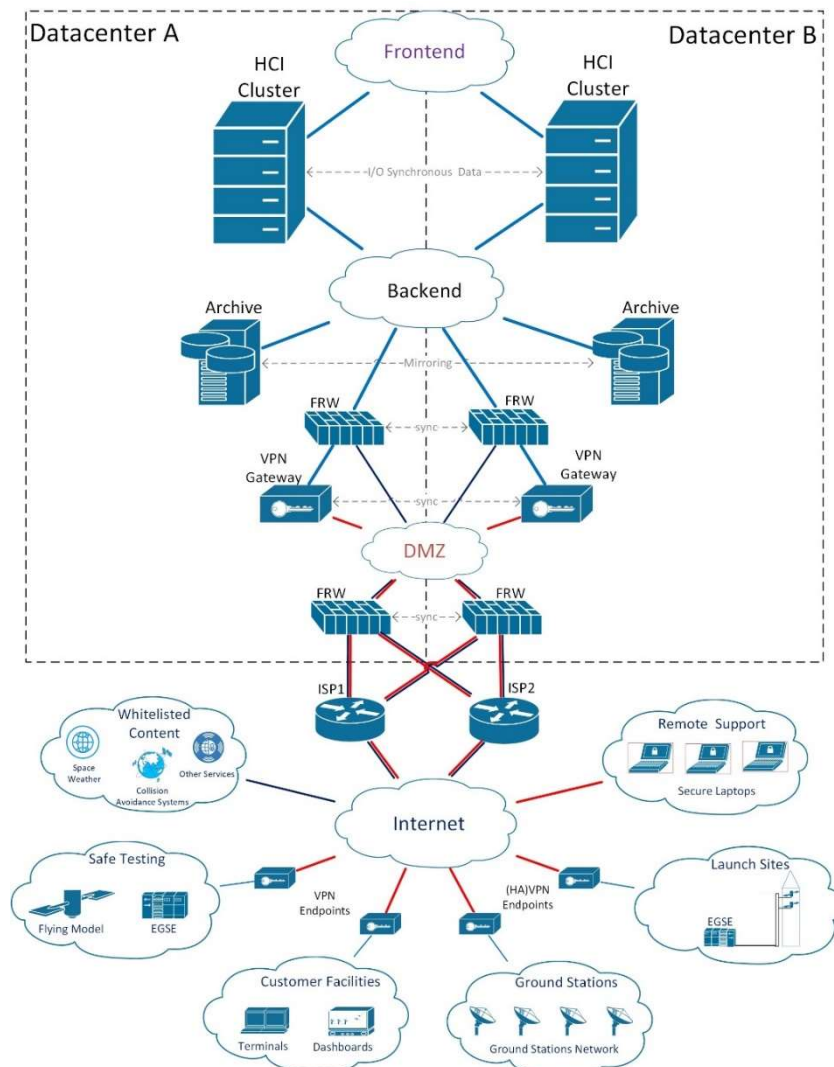 Datacenter A
Datacenter B
Frontend
HCI
Cluster
HCI
Cluster
I/O Synchronous Data
Backend
Archive
Archive
Mirroring
FRW
FRW
sync
VPN
Gateway
VPN
Gateway
sync
DMZ
FRW
FRW
sync
ISP1
ISP2
Whitelisted
Content
Space
Weather
Collision
Avoidance Systems
Other Services
Remote Support
Secure Laptops
Internet
Safe Testing
Flying Model
EGSE
VPN
Endpoints
(HA)VPN
Endpoints
Launch Sites
EGSE
Customer Facilities
Terminals
Dashboards
Ground Stations
Ground Stations Network